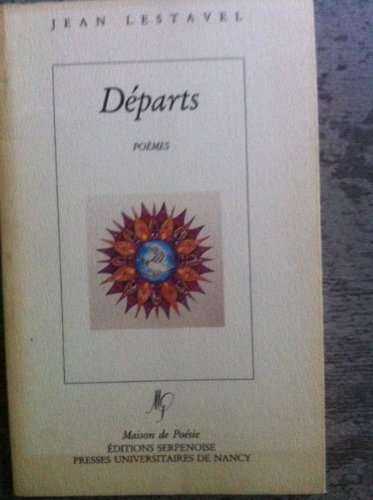 JEAN LESTAVEL
Départs
POÈMES
Maison de Poésie
ÉDITIONS SERPENOISE
PRESSES UNIVERSITAIRES DE NANCY